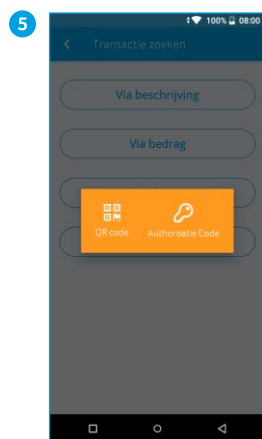 5
100% 08:00
Transactie zoeken
Via beschrijving
Via bedrag
QR code Authorisatie Code